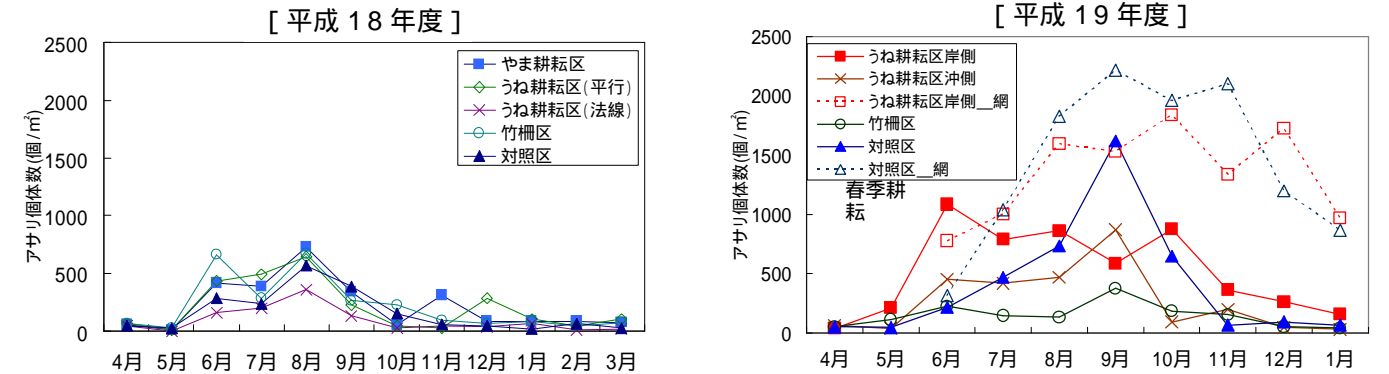 [ 平成 1 8 年度 ]
アサリ個体数(個/㎡)
2500
2000
1500
1000
500
0
4月 5月 6月 7月 8月 9月 10月 11月 12月 1月 2月 3月
やま耕耘区
うね耕耘区(平行)
うね耕耘区(法線)
竹柵区
対照区
[ 平成 1 9 年度 ]
アサリ個体数(個/㎡)
2500
2000
1500
1000
500
0
4月 5月 6月 7月 8月 9月 10月 11月 12月 1月
うね耕耘区岸側
うね耕耘区沖側
うね耕耘区岸側__網
竹柵区
対照区
対照区__網
春季耕
耘